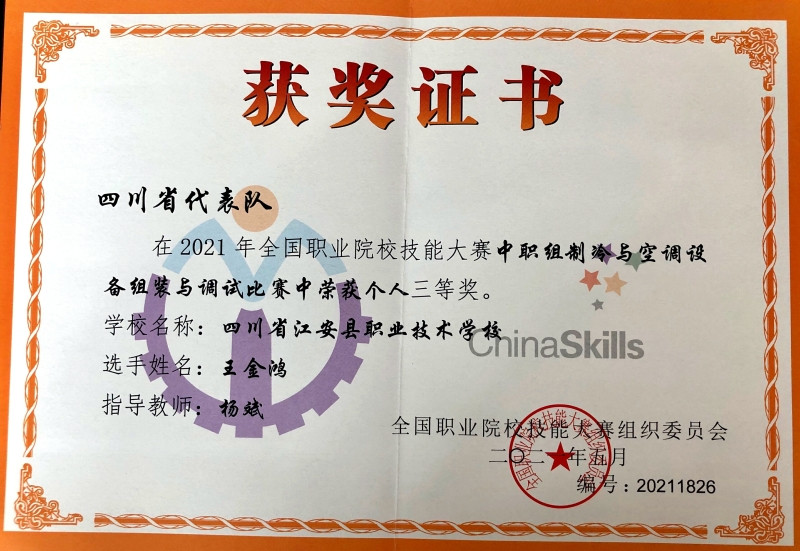 获奖证书
四川省代表队
在2021年全国职业院校技能大赛中职组制冷与空调设
备组装与调试比赛中荣获个人三等奖。
学校名称：四川省江安县职业技术学校
ChinaSkills
选手姓名：王金鸿
指导教师：杨斌
全国职业院校技能大赛组织委员会
二〇二一年五月
编号：20211826